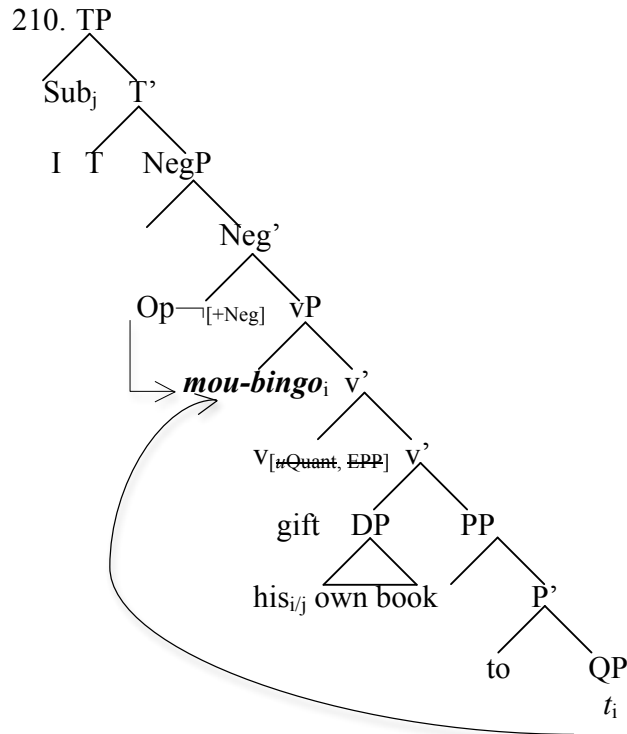 210. TP
Subj T’
I T NegP
Neg’
Op¬[+Neg] vP
mou-bingoi v’
v[uQuant, EPP] v’
gift DP PP
hisi/j own book P’
to QP
ti